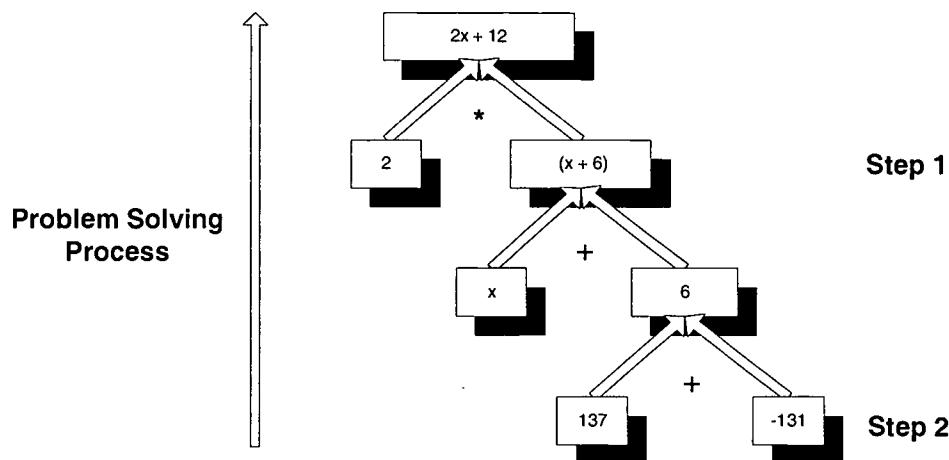 2x + 12
*
2
(x + 6)
Step 1
Problem Solving
Process
+
x
6
+
137
-131
Step 2